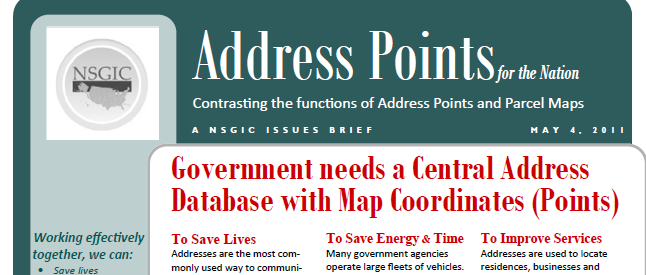 NSGIC
Address Points for the Nation
Contrasting the functions of Address Points and Parcel Maps
A NSGIC ISSUES BRIEF
MAY 4, 2011
Government needs a Central Address
Database with Map Coordinates (Points)
Working effectively
together, we can:
• Save lives
To Save Lives
Addresses are the most com-
monly used way to communi-
To Save Energy & Time
Many government agencies
operate large fleets of vehicles.
To Improve Services
Addresses are used to locate
residences, businesses and